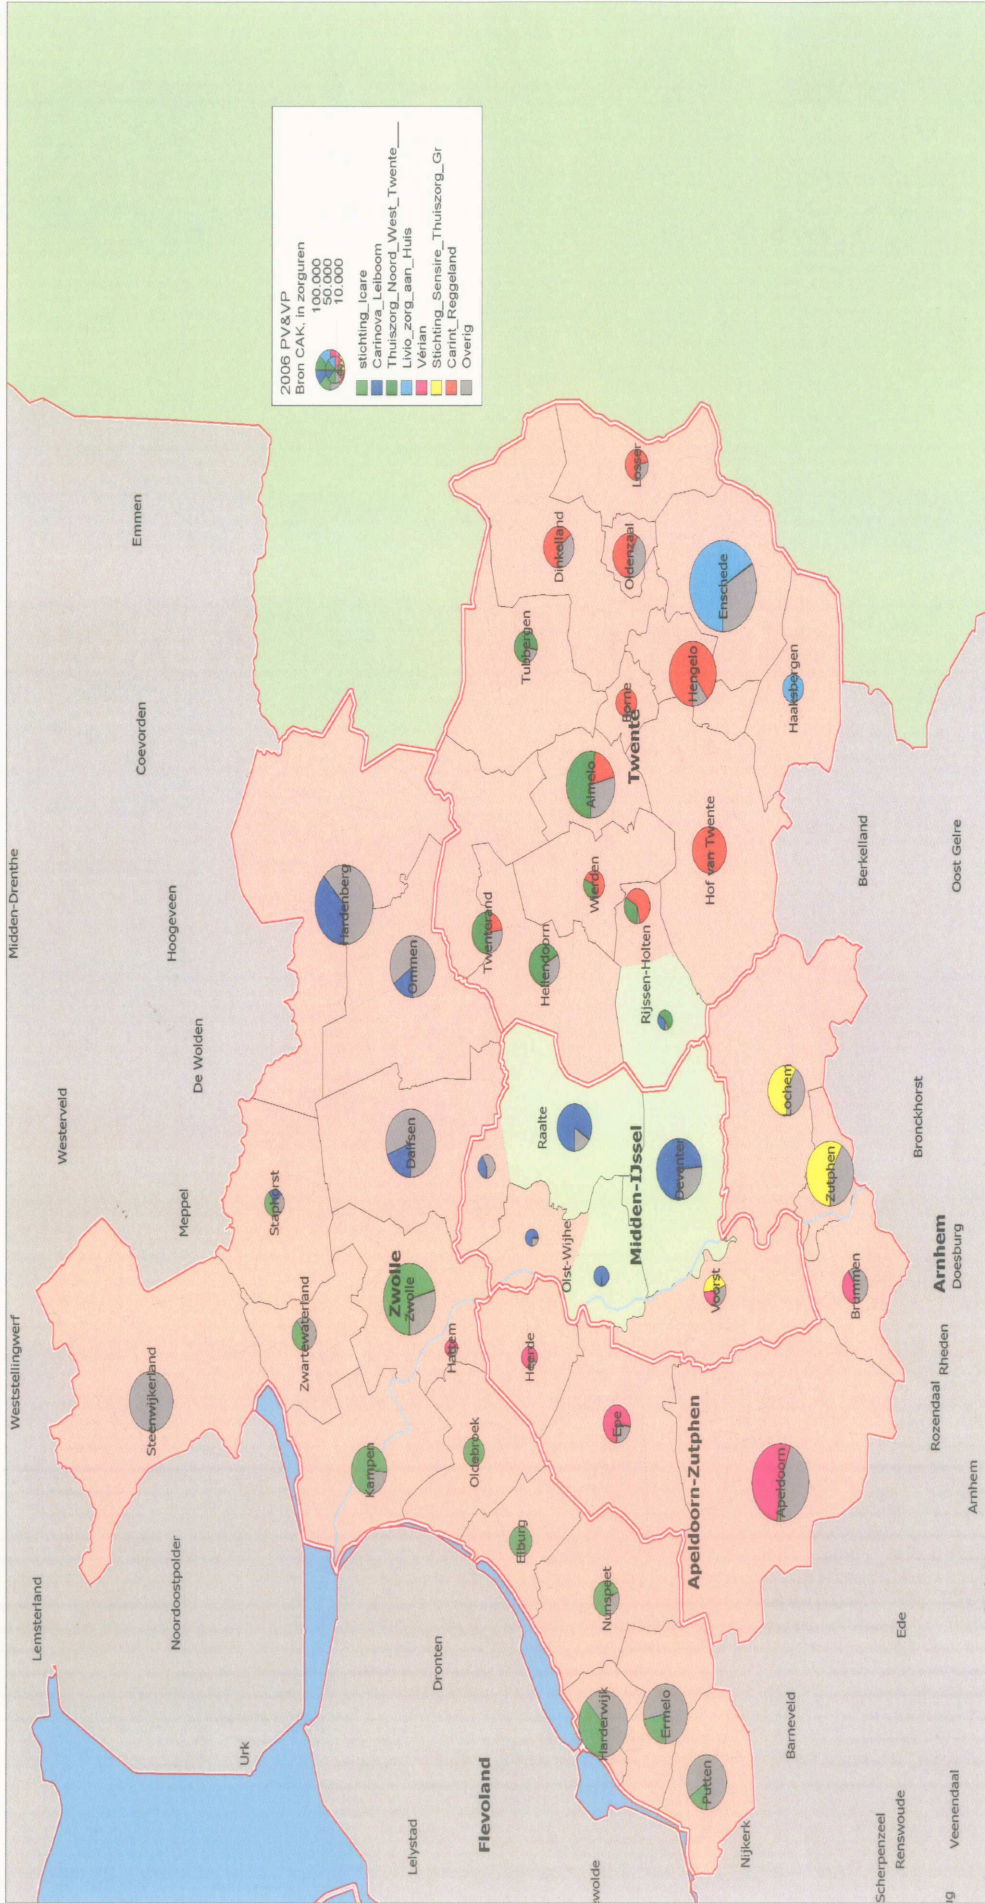 2006 PV&VP
Bron CAK, in zorguren
100.000
50.000
10.000
stichting_Icare
Carinova_Leiboom
Thuiszorg_Noord_West_Twente___
Livio_zorg_aan_Huis
Vérian
Stichting_Sensire_Thuiszorg_Gr
Carint_Reggeland
Overig
Lemsterland
Weststellingwerf
Westerveld
Midden-Drenthe
Noordoostpolder
Steenwijkerland
Meppel
De Wolden
Hoogeveen
Coevorden
Emmen
Urk
Zwartewaterland
Staphorst
Hardenberg
Kampen
Zwolle
Zwolle
Dalfsen
Ommen
Lelystad
Dronten
Oldebroek
Hattem
Twenterand
Flevoland
Elburg
Heerde
Olst-Wijhe
Raalte
Hellendoorn
Tubbergen
Dinkelland
Harderwijk
Nunspeet
Epe
Wierden
Almelo
Borne
Oldenzaal
Losser
ewolde
Ermelo
Midden-IJssel
Rijssen-Holten
Twente
Putten
Apeldoorn-Zutphen
Deventer
Hengelo
Enschede
Nijkerk
Voorst
Hof van Twente
Barneveld
Apeldoorn
Lochem
Haaksbergen
Zutphen
Scherpenzeel
Renswoude
Ede
Brummen
Berkelland
Bronckhorst
Rozendaal
Rheden
Arnhem
Doesburg
Veenendaal
Arnhem
Oost Gelre
ng